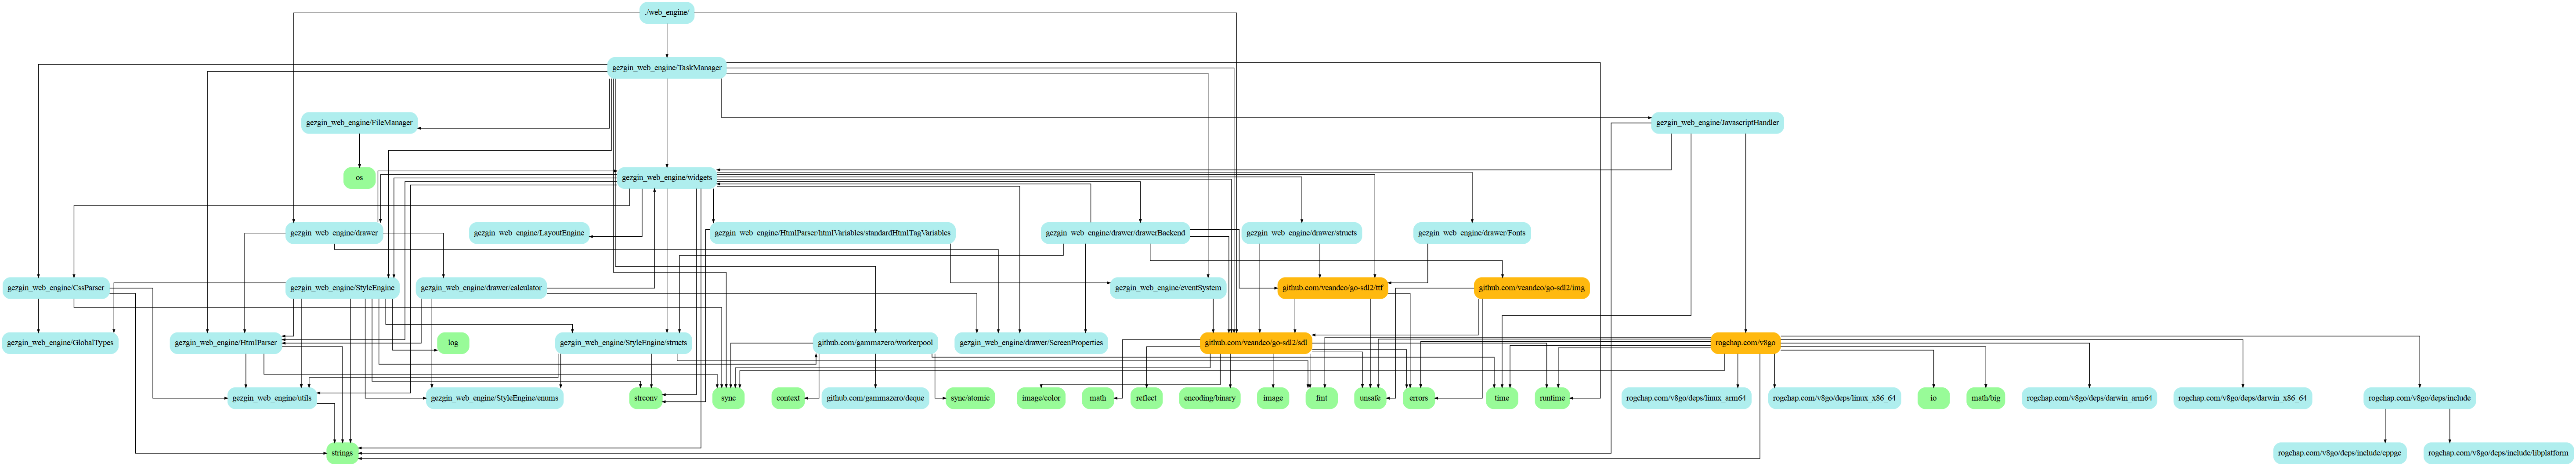 ./web_engine/
gezgin_web_engine/TaskManager
gezgin_web_engine/FileManager
gezgin_web_engine/JavascriptHandler
os
gezgin_web_engine/widgets
gezgin_web_engine/drawer
gezgin_web_engine/LayoutEngine
gezgin_web_engine/HtmlParser/htmlVariables/standardHtmlTagVariables
gezgin_web_engine/drawer/drawerBackend
gezgin_web_engine/drawer/structs
gezgin_web_engine/drawer/Fonts
gezgin_web_engine/CssParser
gezgin_web_engine/StyleEngine
gezgin_web_engine/drawer/calculator
gezgin_web_engine/eventSystem
github.com/veandco/go-sdl2/ttf
github.com/veandco/go-sdl2/img
gezgin_web_engine/GlobalTypes
gezgin_web_engine/HtmlParser
log
gezgin_web_engine/StyleEngine/structs
github.com/gammazero/workerpool
gezgin_web_engine/drawer/ScreenProperties
github.com/veandco/go-sdl2/sdl
rogchap.com/v8go
gezgin_web_engine/utils
gezgin_web_engine/StyleEngine/enums
strconv
sync
context
github.com/gammazero/deque
sync/atomic
image/color
math
reflect
encoding/binary
image
fmt
unsafe
errors
time
runtime
rogchap.com/v8go/deps/linux_arm64
rogchap.com/v8go/deps/linux_x86_64
io
math/big
rogchap.com/v8go/deps/darwin_arm64
rogchap.com/v8go/deps/darwin_x86_64
rogchap.com/v8go/deps/include
strings
rogchap.com/v8go/deps/include/cppgc
rogchap.com/v8go/deps/include/libplatform